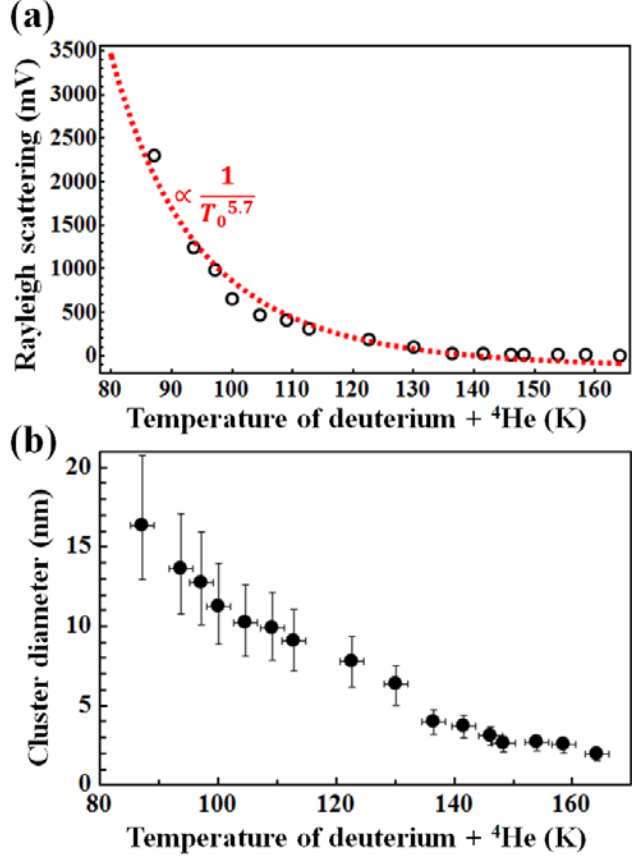 (a)
3500
3000
2500
2000
1500
1000
500
0
Rayleigh scattering (mV)
∝ 1/T₀^5.7
80 90 100 110 120 130 140 150 160
Temperature of deuterium + ⁴He (K)
(b)
20
15
10
5
0
Cluster diameter (nm)
80 100 120 140 160
Temperature of deuterium + ⁴He (K)